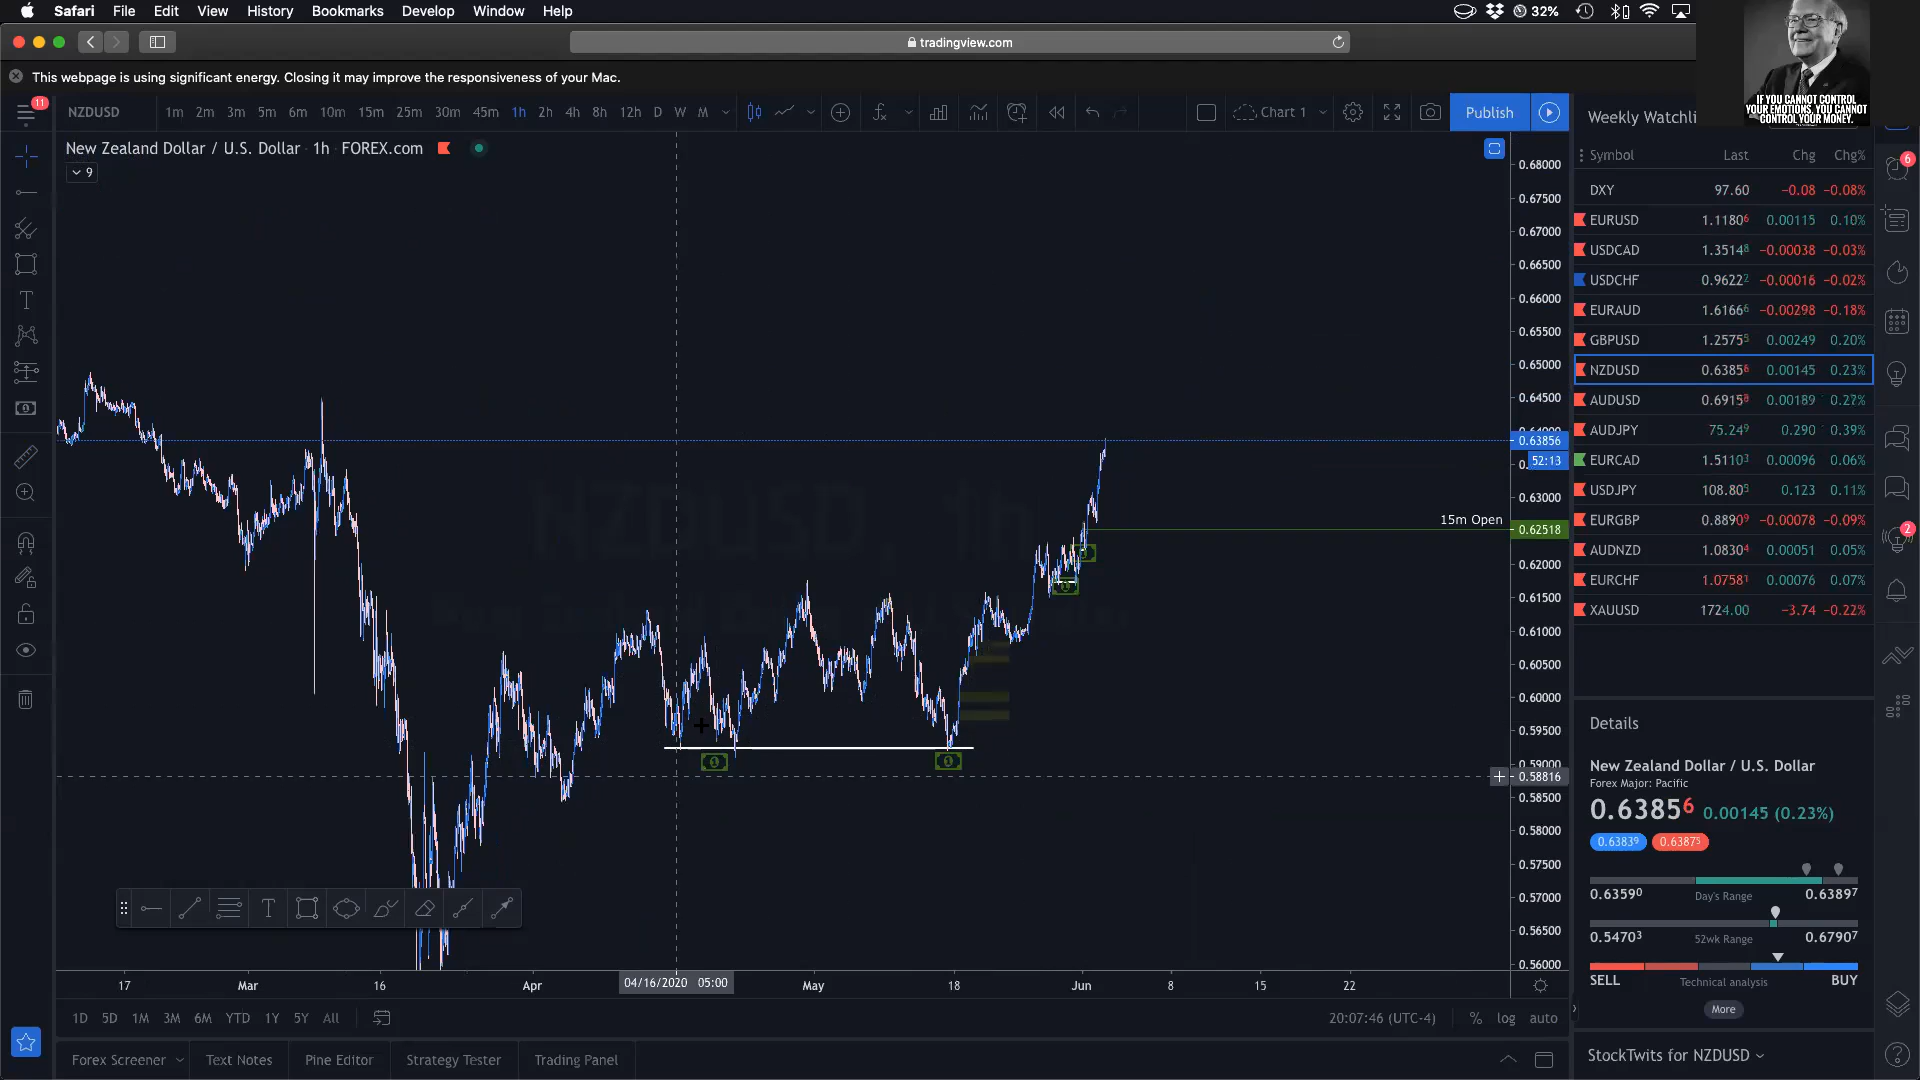 Safari File Edit View History Bookmarks Develop Window Help
32%
tradingview.com
This webpage is using significant energy. Closing it may improve the responsiveness of your Mac.
IF YOU CANNOT CONTROL
YOUR EMOTIONS, YOU CANNOT
CONTROL YOUR MONEY.
11
NZDUSD 1m 2m 3m 5m 6m 10m 15m 25m 30m 45m 1h 2h 4h 8h 12h D W M
Chart 1
Publish
New Zealand Dollar / U.S. Dollar · 1h · FOREX.com
9
NZDUSD 1h
0.68000
0.67500
0.67000
0.66500
0.66000
0.65500
0.65000
0.64500
0.63856
52:13
0.63000
15m Open
0.62518
0.62000
0.61500
0.61000
0.60500
0.60000
0.59500
0.59000
0.58816
0.58500
0.58000
0.57500
0.57000
0.56500
0.56000
17 Mar 16 Apr 04/16/2020 05:00 May 18 Jun 8 15 22
1D 5D 1M 3M 6M YTD 1Y 5Y All
20:07:46 (UTC-4) % log auto
Forex Screener Text Notes Pine Editor Strategy Tester Trading Panel
Weekly Watchli
Symbol Last Chg Chg%
DXY 97.60 −0.08 −0.08%
EURUSD 1.11806 0.00115 0.10%
USDCAD 1.35148 −0.00038 −0.03%
USDCHF 0.96222 −0.00016 −0.02%
EURAUD 1.61666 −0.00298 −0.18%
GBPUSD 1.25755 0.00249 0.20%
NZDUSD 0.63856 0.00145 0.23%
AUDUSD 0.69158 0.00189 0.27%
AUDJPY 75.249 0.290 0.39%
EURCAD 1.51103 0.00096 0.06%
USDJPY 108.805 0.123 0.11%
EURGBP 0.88909 −0.00078 −0.09%
AUDNZD 1.08304 0.00051 0.05%
EURCHF 1.07581 0.00076 0.07%
XAUUSD 1724.00 −3.74 −0.22%
Details
New Zealand Dollar / U.S. Dollar
Forex Major: Pacific
0.63856 0.00145 (0.23%)
0.63839 0.63875
0.63590 Day's Range 0.63897
0.54703 52wk Range 0.67907
SELL Technical analysis BUY
More
StockTwits for NZDUSD
6
2